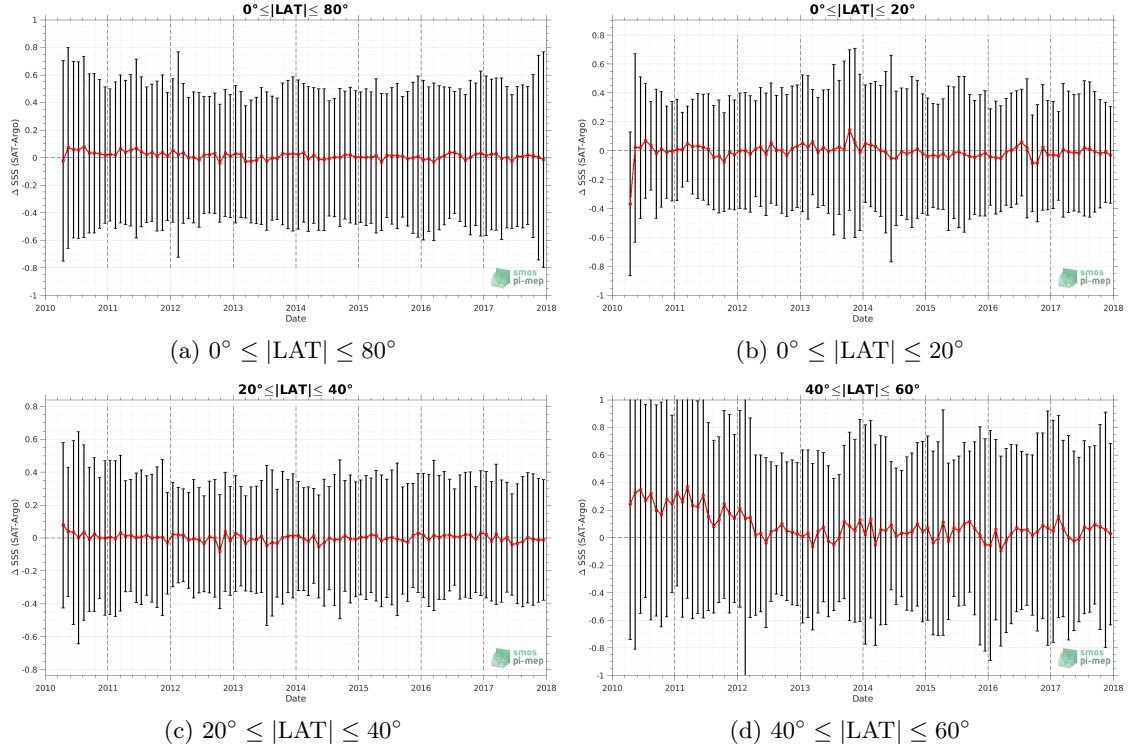 0°≤|LAT|≤ 80°
Δ SSS (SAT-Argo)
0.8
0.6
0.4
0.2
0
-0.2
-0.4
-0.6
-0.8
-1
2010 2011 2012 2013 2014 2015 2016 2017 2018
Date
smos
pi-mep
(a) 0° ≤ |LAT| ≤ 80°
0°≤|LAT|≤ 20°
Δ SSS (SAT-Argo)
0.8
0.6
0.4
0.2
0
-0.2
-0.4
-0.6
-0.8
-1
2010 2011 2012 2013 2014 2015 2016 2017 2018
Date
smos
pi-mep
(b) 0° ≤ |LAT| ≤ 20°
20°≤|LAT|≤ 40°
Δ SSS (SAT-Argo)
0.8
0.6
0.4
0.2
0
-0.2
-0.4
-0.6
-0.8
2010 2011 2012 2013 2014 2015 2016 2017 2018
Date
smos
pi-mep
(c) 20° ≤ |LAT| ≤ 40°
40°≤|LAT|≤ 60°
Δ SSS (SAT-Argo)
1
0.8
0.6
0.4
0.2
0
-0.2
-0.4
-0.6
-0.8
-1
2010 2011 2012 2013 2014 2015 2016 2017 2018
Date
smos
pi-mep
(d) 40° ≤ |LAT| ≤ 60°